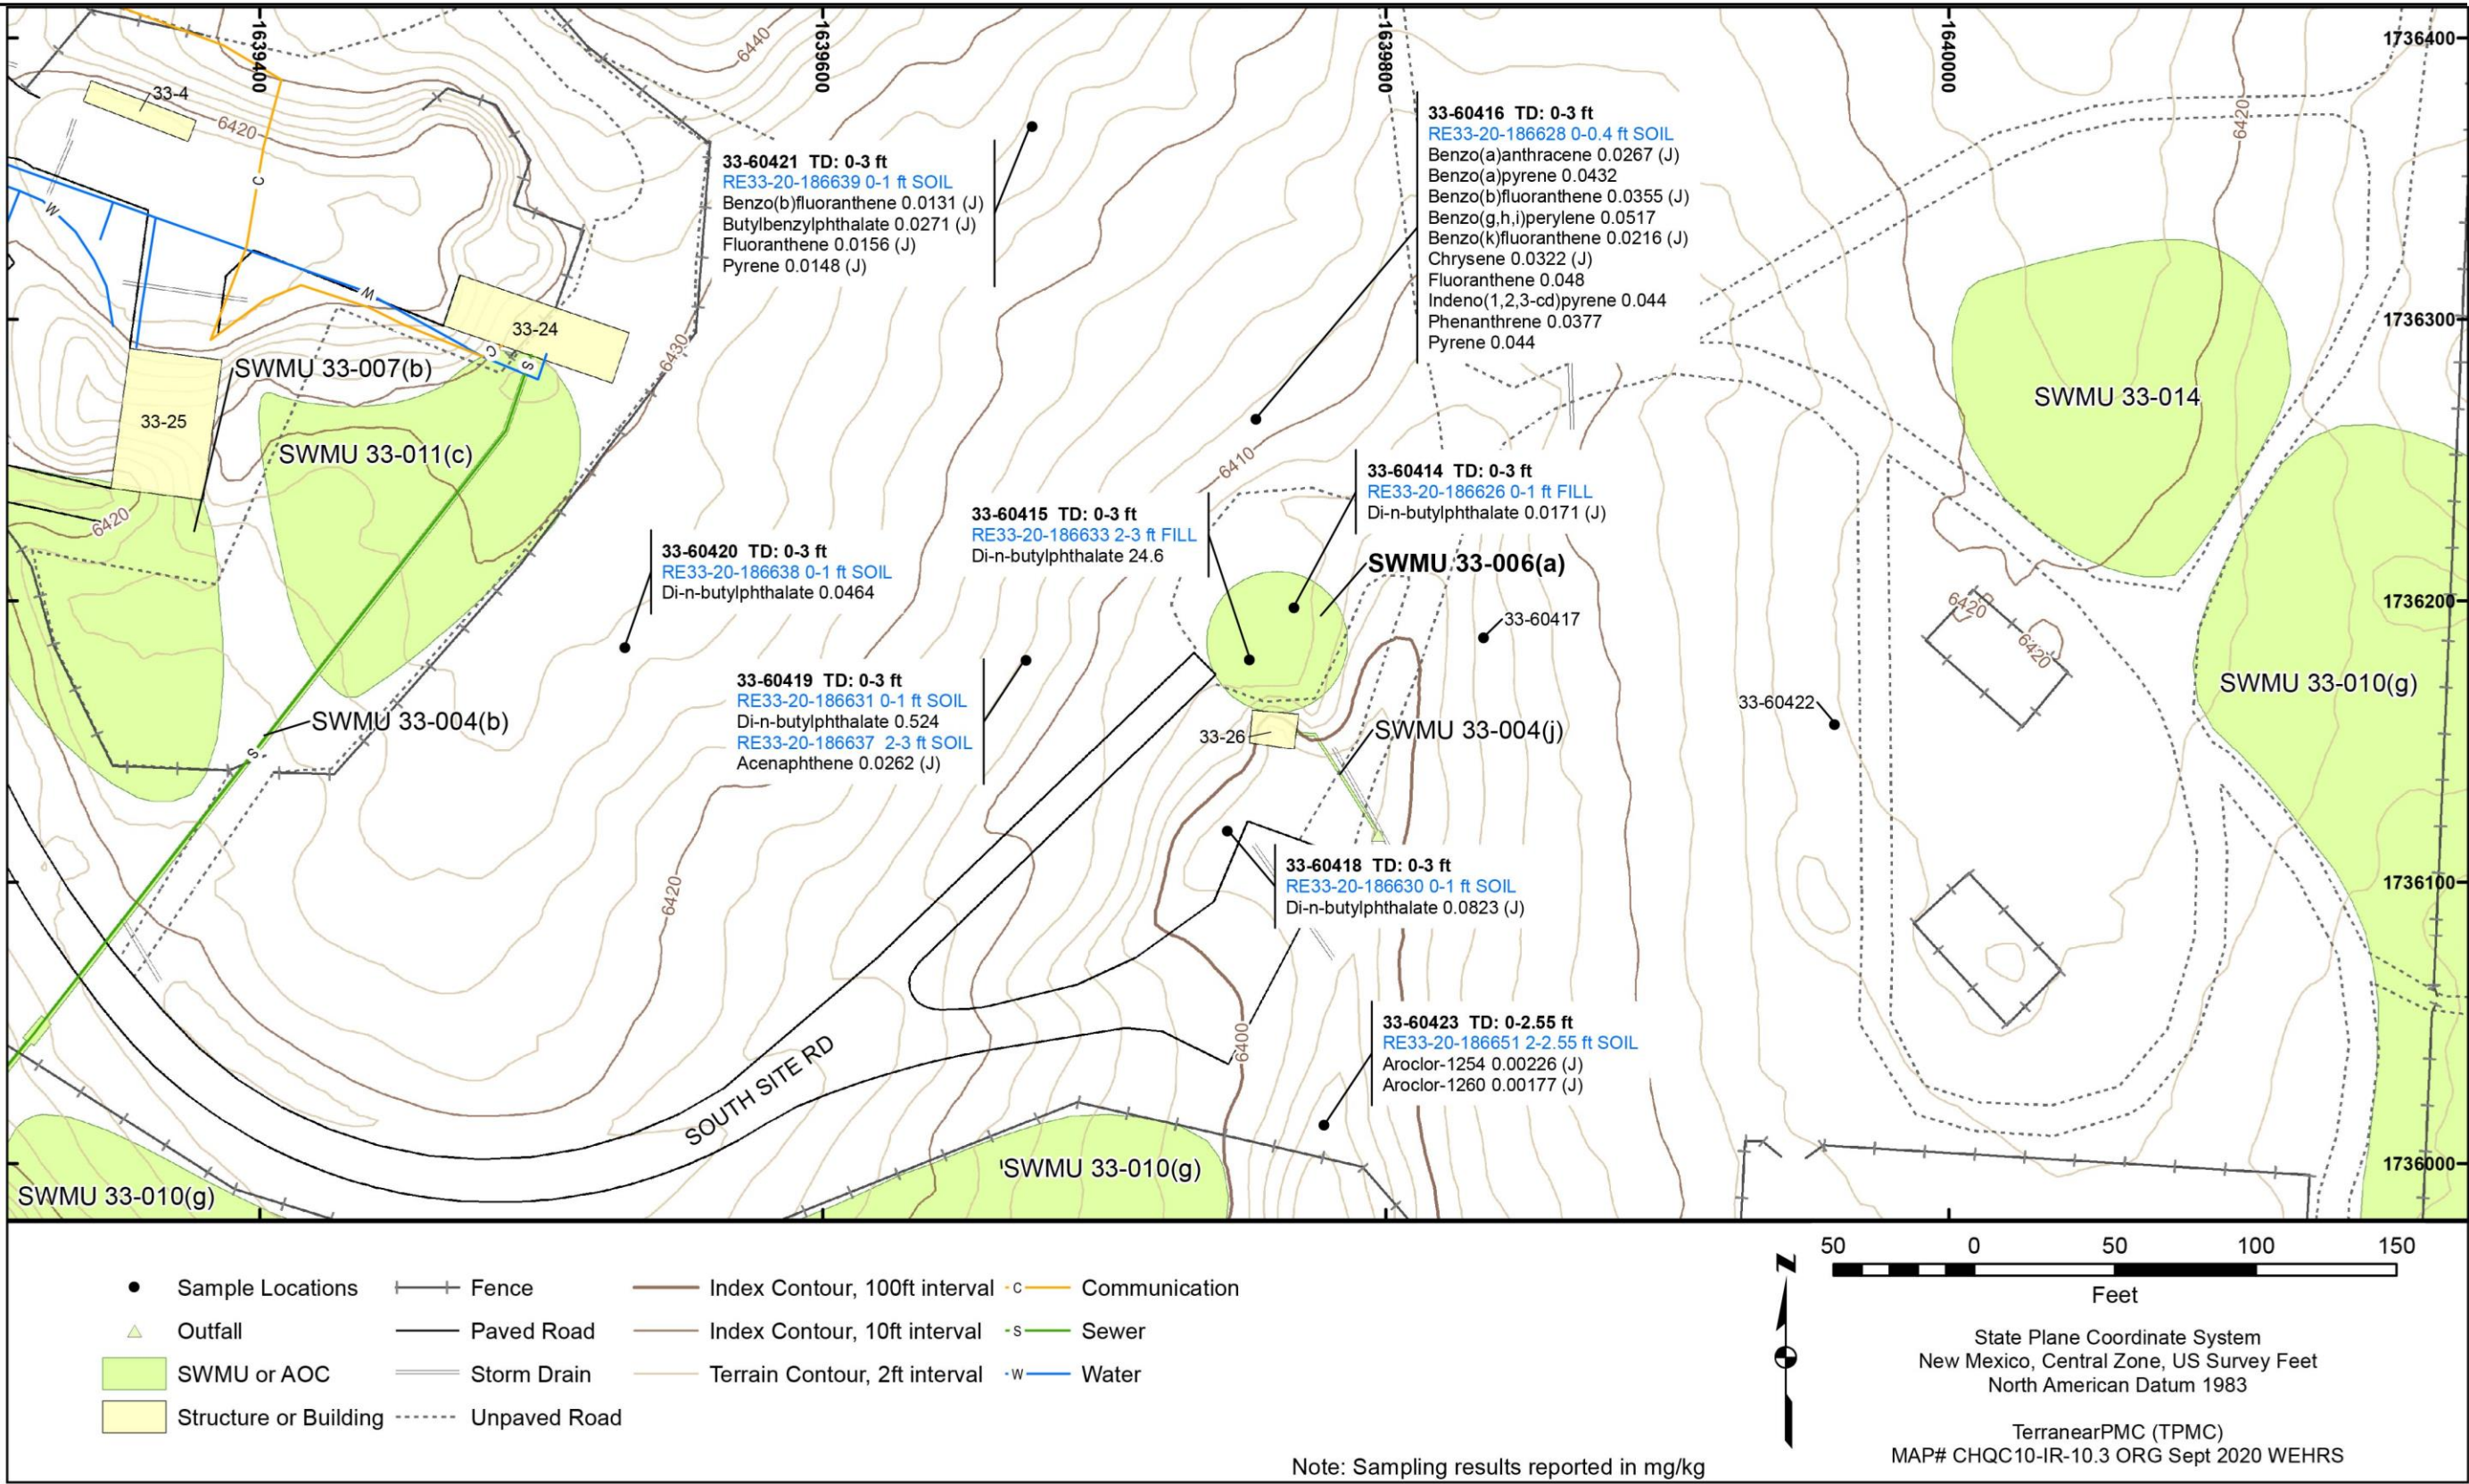 1639400
1639600
1639800
1640000
1736400
1736300
1736200
1736100
1736000
6440
6420
6420
33-4
C
W
W
33-24
C
S
6430
SWMU 33-007(b)
33-25
SWMU 33-011(c)
6420
33-60421 TD: 0-3 ft
RE33-20-186639 0-1 ft SOIL
Benzo(b)fluoranthene 0.0131 (J)
Butylbenzylphthalate 0.0271 (J)
Fluoranthene 0.0156 (J)
Pyrene 0.0148 (J)
33-60416 TD: 0-3 ft
RE33-20-186628 0-0.4 ft SOIL
Benzo(a)anthracene 0.0267 (J)
Benzo(a)pyrene 0.0432
Benzo(b)fluoranthene 0.0355 (J)
Benzo(g,h,i)perylene 0.0517
Benzo(k)fluoranthene 0.0216 (J)
Chrysene 0.0322 (J)
Fluoranthene 0.048
Indeno(1,2,3-cd)pyrene 0.044
Phenanthrene 0.0377
Pyrene 0.044
SWMU 33-014
6410
33-60414 TD: 0-3 ft
RE33-20-186626 0-1 ft FILL
Di-n-butylphthalate 0.0171 (J)
33-60415 TD: 0-3 ft
RE33-20-186633 2-3 ft FILL
Di-n-butylphthalate 24.6
SWMU 33-006(a)
33-60420 TD: 0-3 ft
RE33-20-186638 0-1 ft SOIL
Di-n-butylphthalate 0.0464
33-60417
6420
6420
33-60419 TD: 0-3 ft
RE33-20-186631 0-1 ft SOIL
Di-n-butylphthalate 0.524
RE33-20-186637 2-3 ft SOIL
Acenaphthene 0.0262 (J)
SWMU 33-010(g)
33-60422
SWMU 33-004(b)
S
33-26
SWMU 33-004(j)
6420
33-60418 TD: 0-3 ft
RE33-20-186630 0-1 ft SOIL
Di-n-butylphthalate 0.0823 (J)
6400
33-60423 TD: 0-2.55 ft
RE33-20-186651 2-2.55 ft SOIL
Aroclor-1254 0.00226 (J)
Aroclor-1260 0.00177 (J)
SOUTH SITE RD
SWMU 33-010(g)
SWMU 33-010(g)
Sample Locations
Outfall
SWMU or AOC
Structure or Building
Fence
Paved Road
Storm Drain
Unpaved Road
Index Contour, 100ft interval
Index Contour, 10ft interval
Terrain Contour, 2ft interval
C Communication
S Sewer
W Water
N
50 0 50 100 150
Feet
State Plane Coordinate System
New Mexico, Central Zone, US Survey Feet
North American Datum 1983
TerranearPMC (TPMC)
MAP# CHQC10-IR-10.3 ORG Sept 2020 WEHRS
Note: Sampling results reported in mg/kg